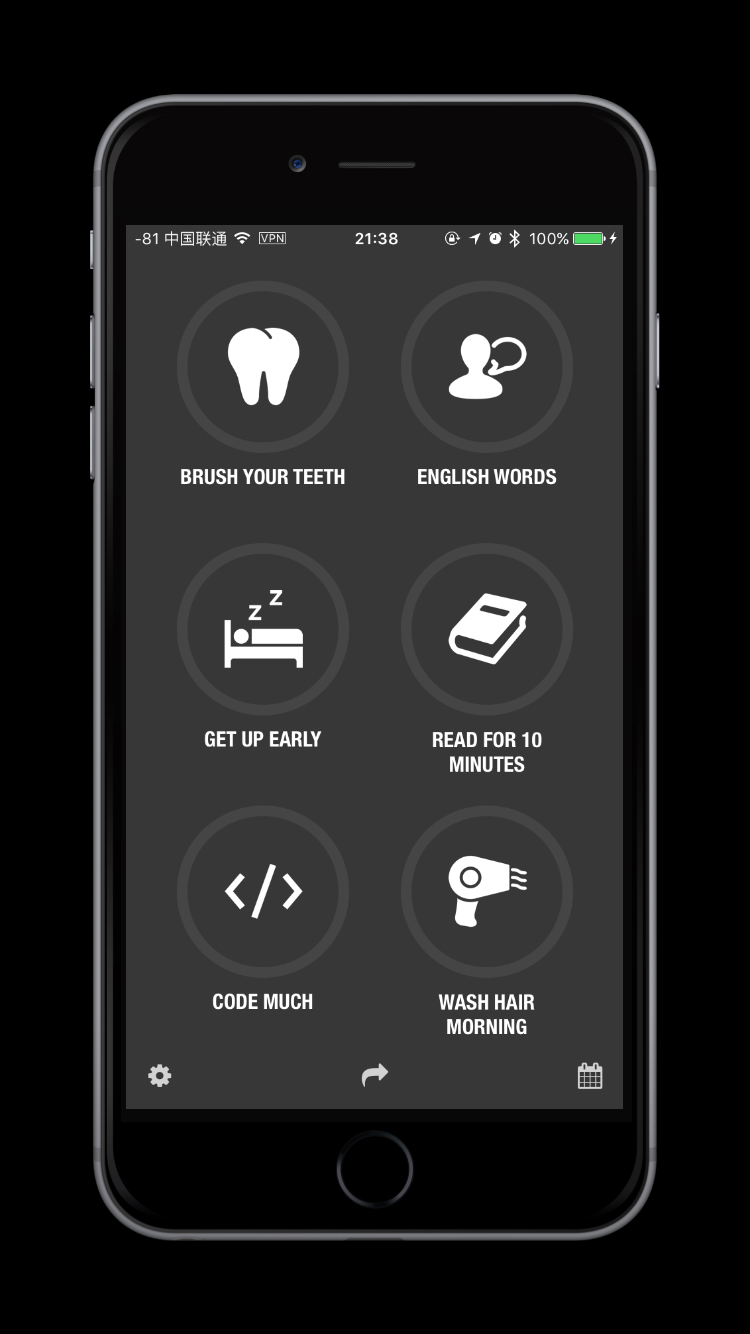 -81 中国联通 VPN 21:38 100%
BRUSH YOUR TEETH
ENGLISH WORDS
z z
GET UP EARLY
READ FOR 10
MINUTES
</>
CODE MUCH
WASH HAIR
MORNING